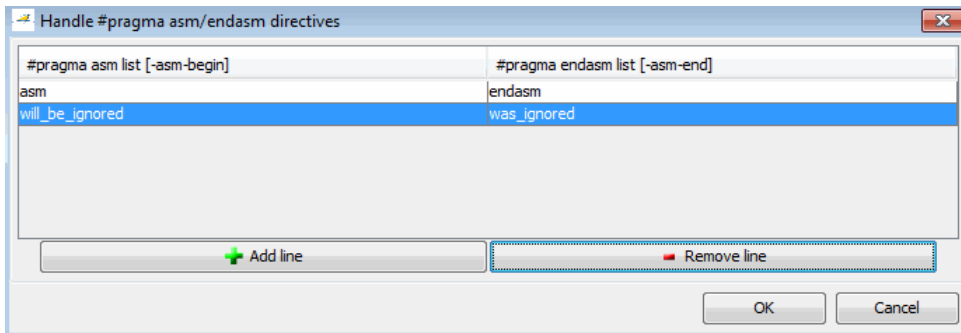 Handle #pragma asm/endasm directives
#pragma asm list [-asm-begin] #pragma endasm list [-asm-end]
asm endasm
will_be_ignored was_ignored
Add line Remove line
OK Cancel